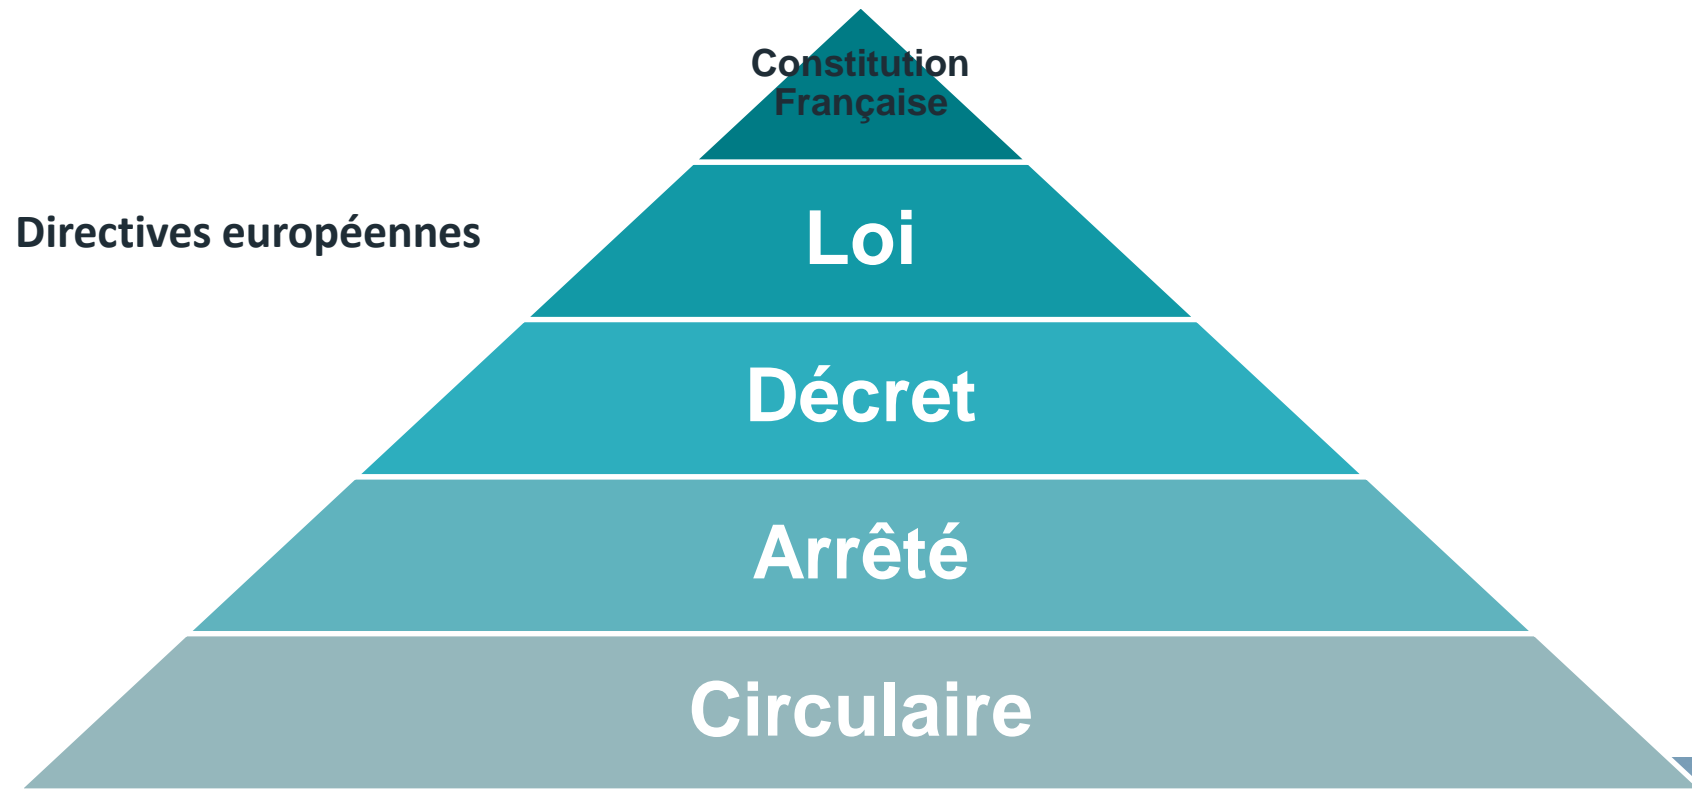 Constitution
Française
Directives européennes
Loi
Décret
Arrêté
Circulaire